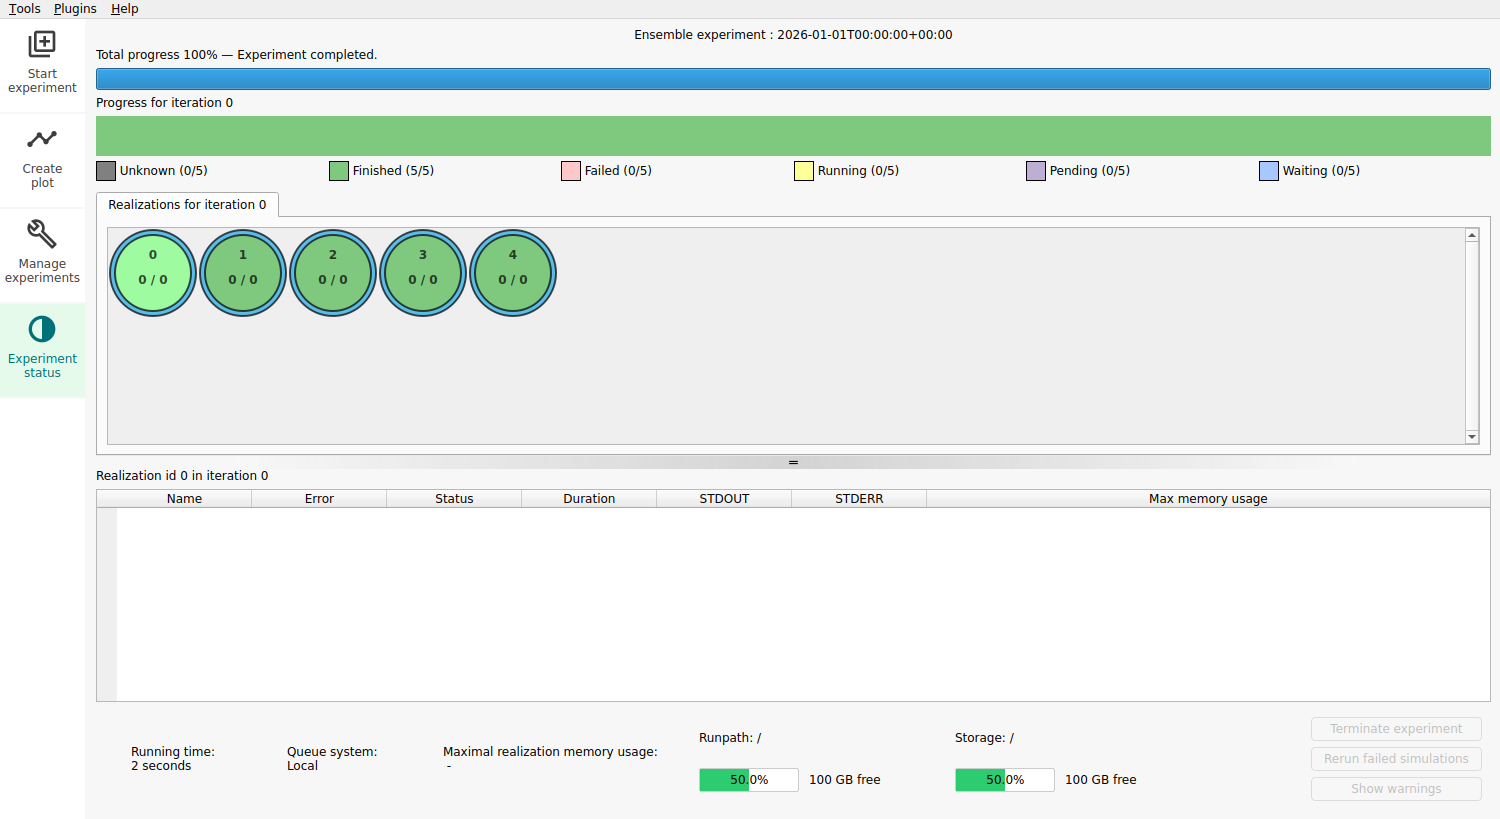 Tools Plugins Help
Start
experiment
Create
plot
Manage
experiments
Experiment
status
Ensemble experiment : 2026-01-01T00:00:00+00:00
Total progress 100% — Experiment completed.
Progress for iteration 0
Unknown (0/5) Finished (5/5) Failed (0/5) Running (0/5) Pending (0/5) Waiting (0/5)
Realizations for iteration 0
0 1 2 3 4
0 / 0 0 / 0 0 / 0 0 / 0 0 / 0
Realization id 0 in iteration 0
Name Error Status Duration STDOUT STDERR Max memory usage
Running time:
2 seconds
Queue system:
Local
Maximal realization memory usage:
-
Runpath: /
50.0% 100 GB free
Storage: /
50.0% 100 GB free
Terminate experiment
Rerun failed simulations
Show warnings